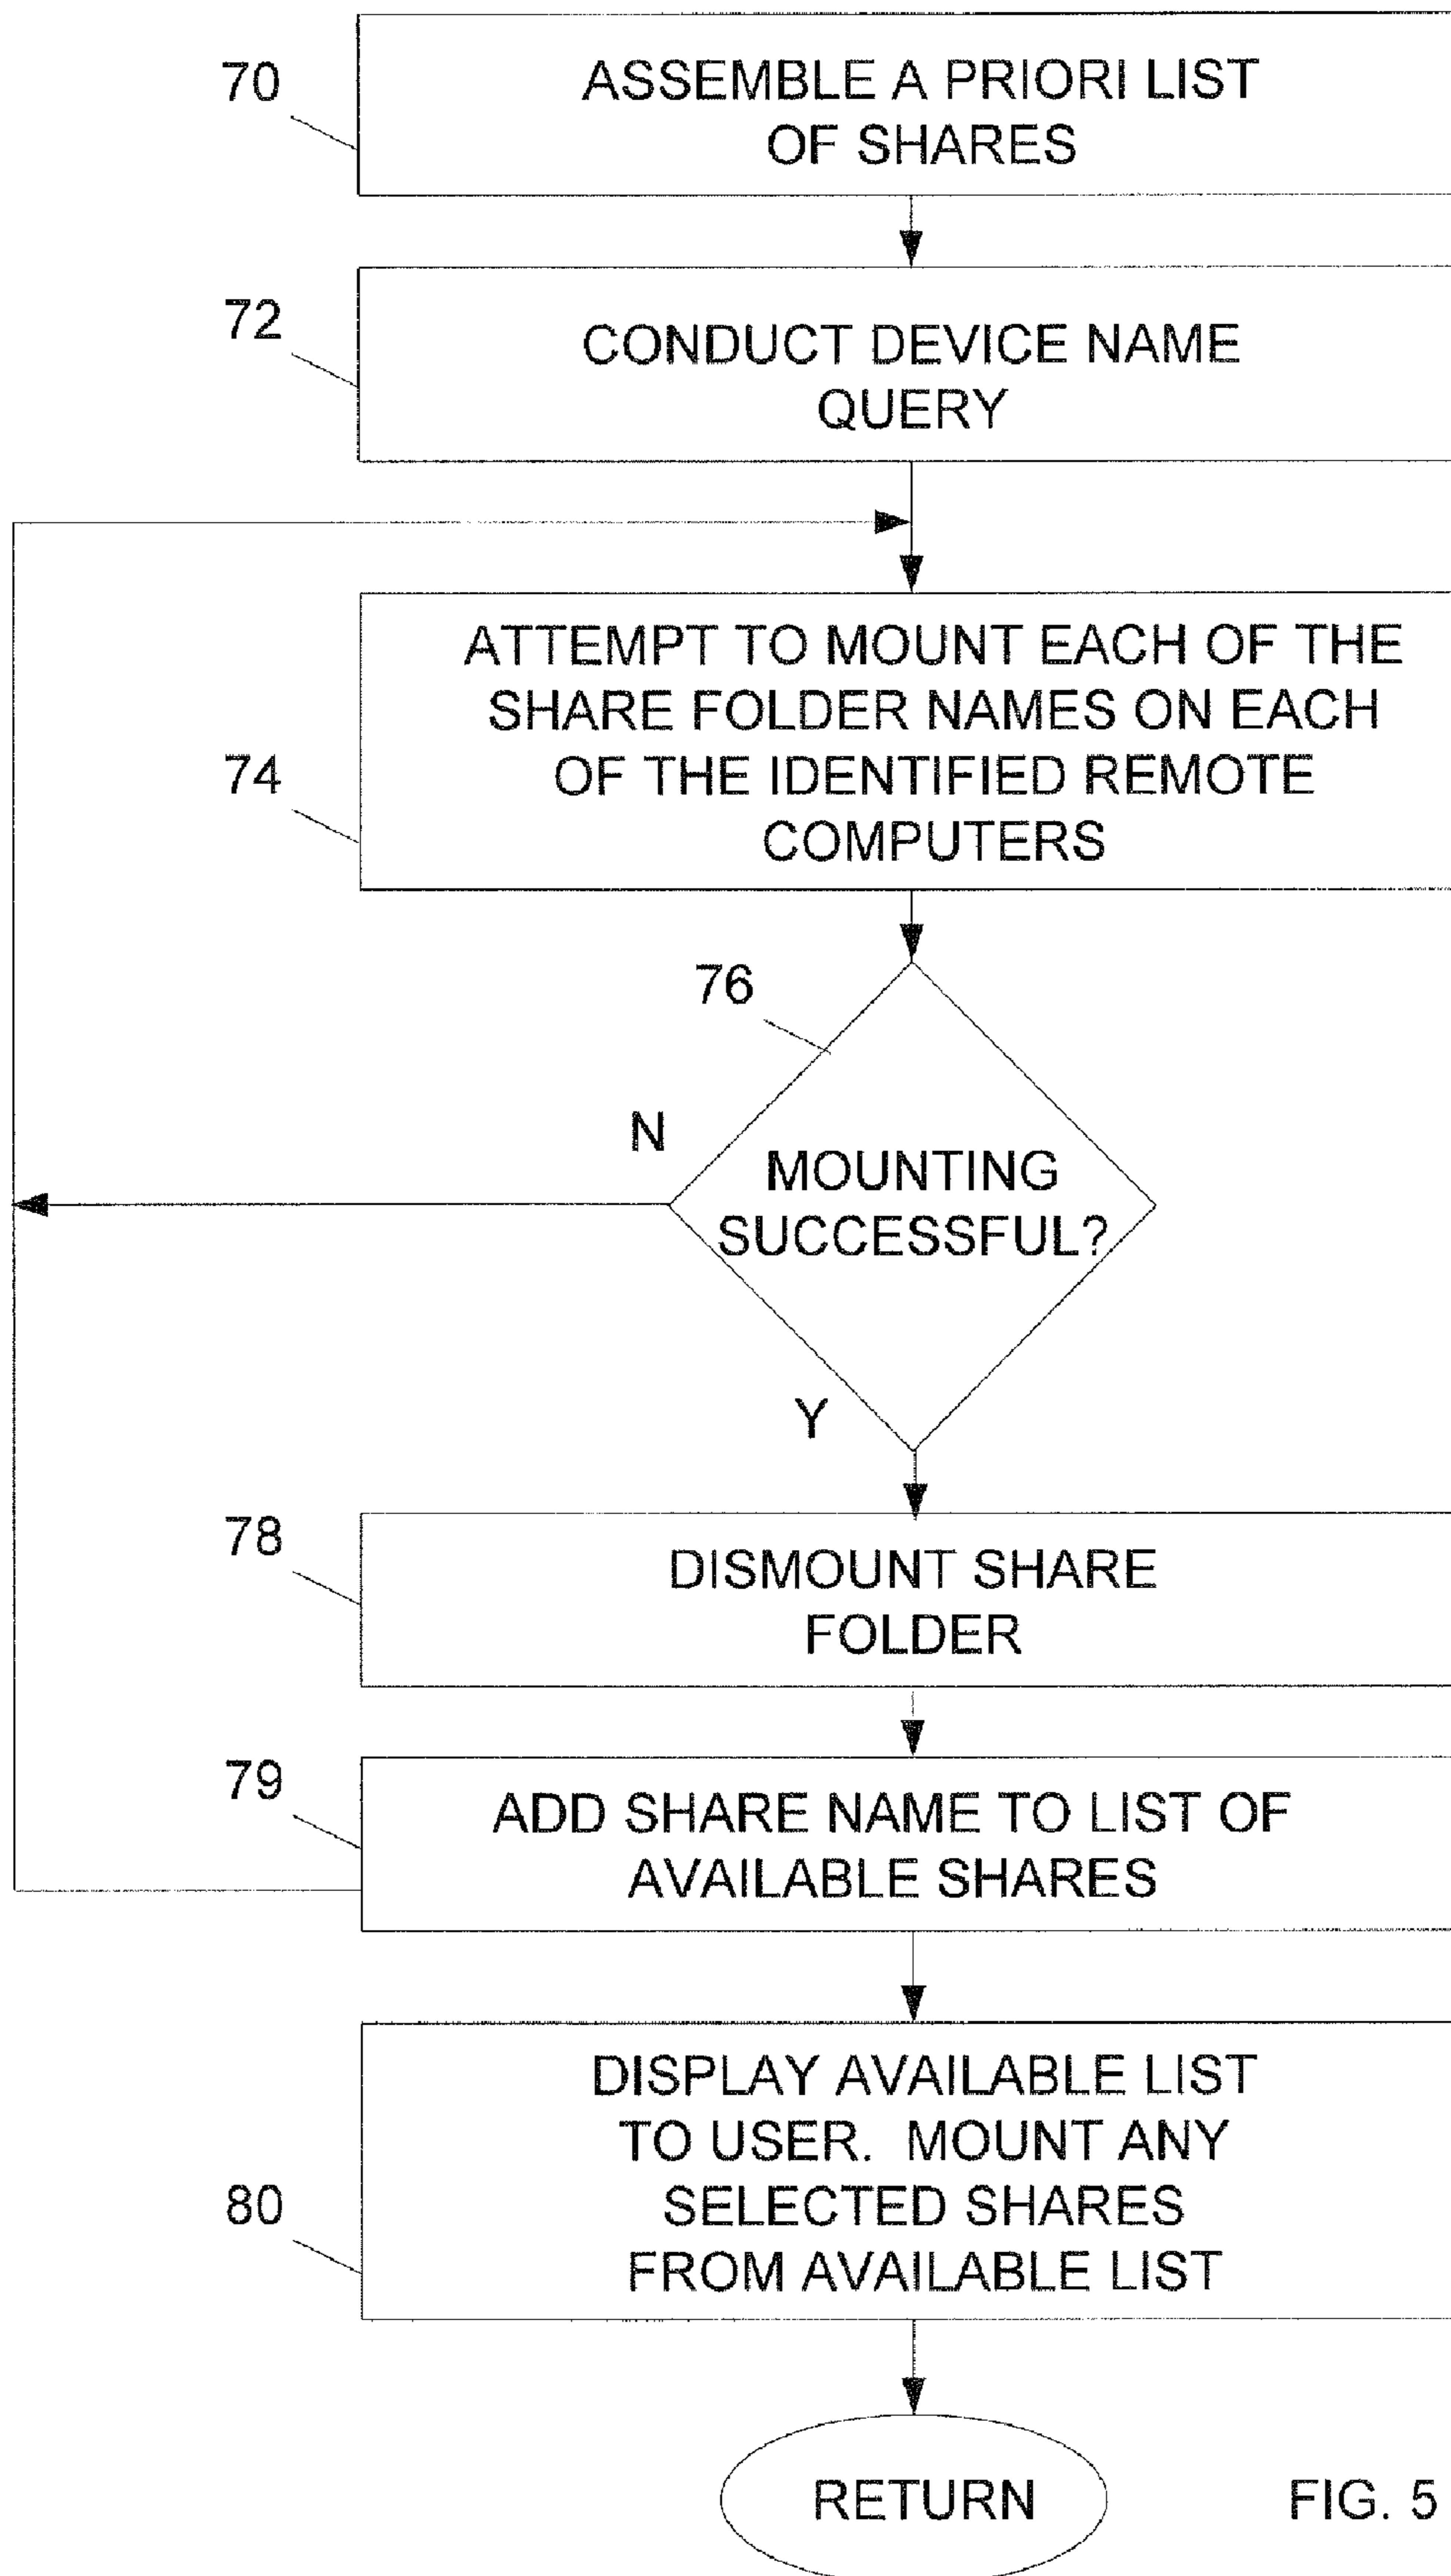 70
ASSEMBLE A PRIORI LIST
OF SHARES
72
CONDUCT DEVICE NAME
QUERY
74
ATTEMPT TO MOUNT EACH OF THE
SHARE FOLDER NAMES ON EACH
OF THE IDENTIFIED REMOTE
COMPUTERS
76
N
MOUNTING
SUCCESSFUL?
Y
78
DISMOUNT SHARE
FOLDER
79
ADD SHARE NAME TO LIST OF
AVAILABLE SHARES
80
DISPLAY AVAILABLE LIST
TO USER. MOUNT ANY
SELECTED SHARES
FROM AVAILABLE LIST
RETURN
FIG. 5